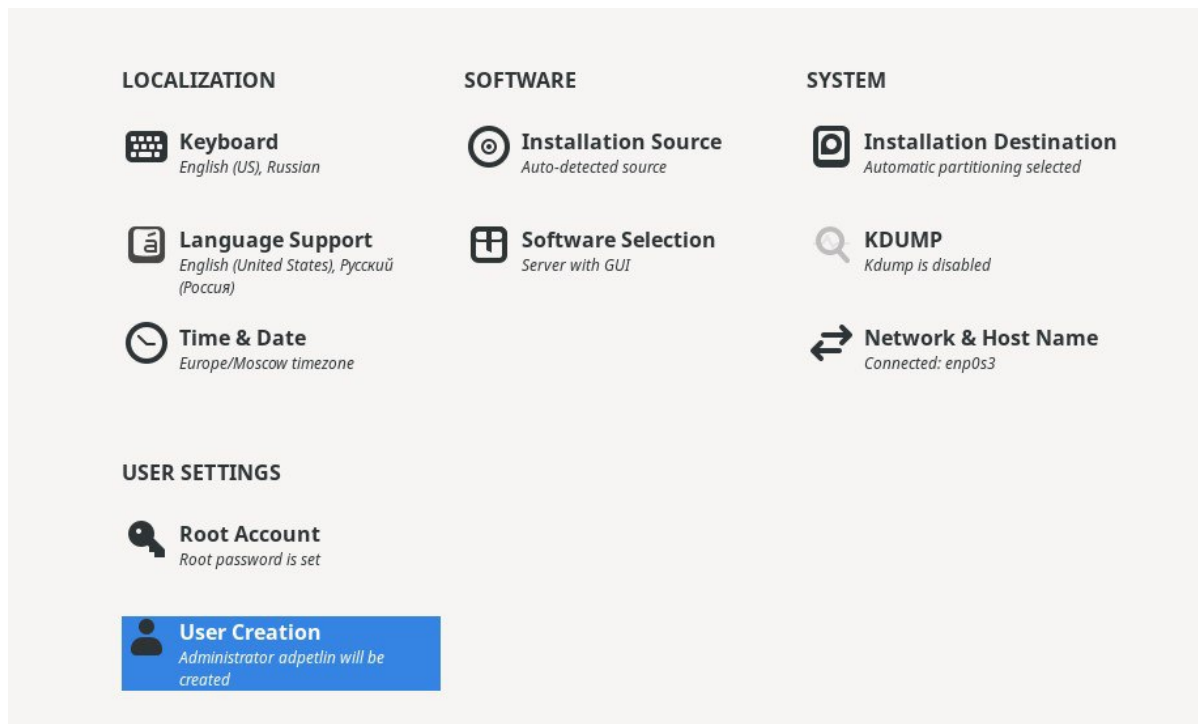 LOCALIZATION
Keyboard
English (US), Russian
Language Support
English (United States), Русский
(Россия)
Time & Date
Europe/Moscow timezone
SOFTWARE
Installation Source
Auto-detected source
Software Selection
Server with GUI
SYSTEM
Installation Destination
Automatic partitioning selected
KDUMP
Kdump is disabled
Network & Host Name
Connected: enp0s3
USER SETTINGS
Root Account
Root password is set
User Creation
Administrator adpetlin will be
created